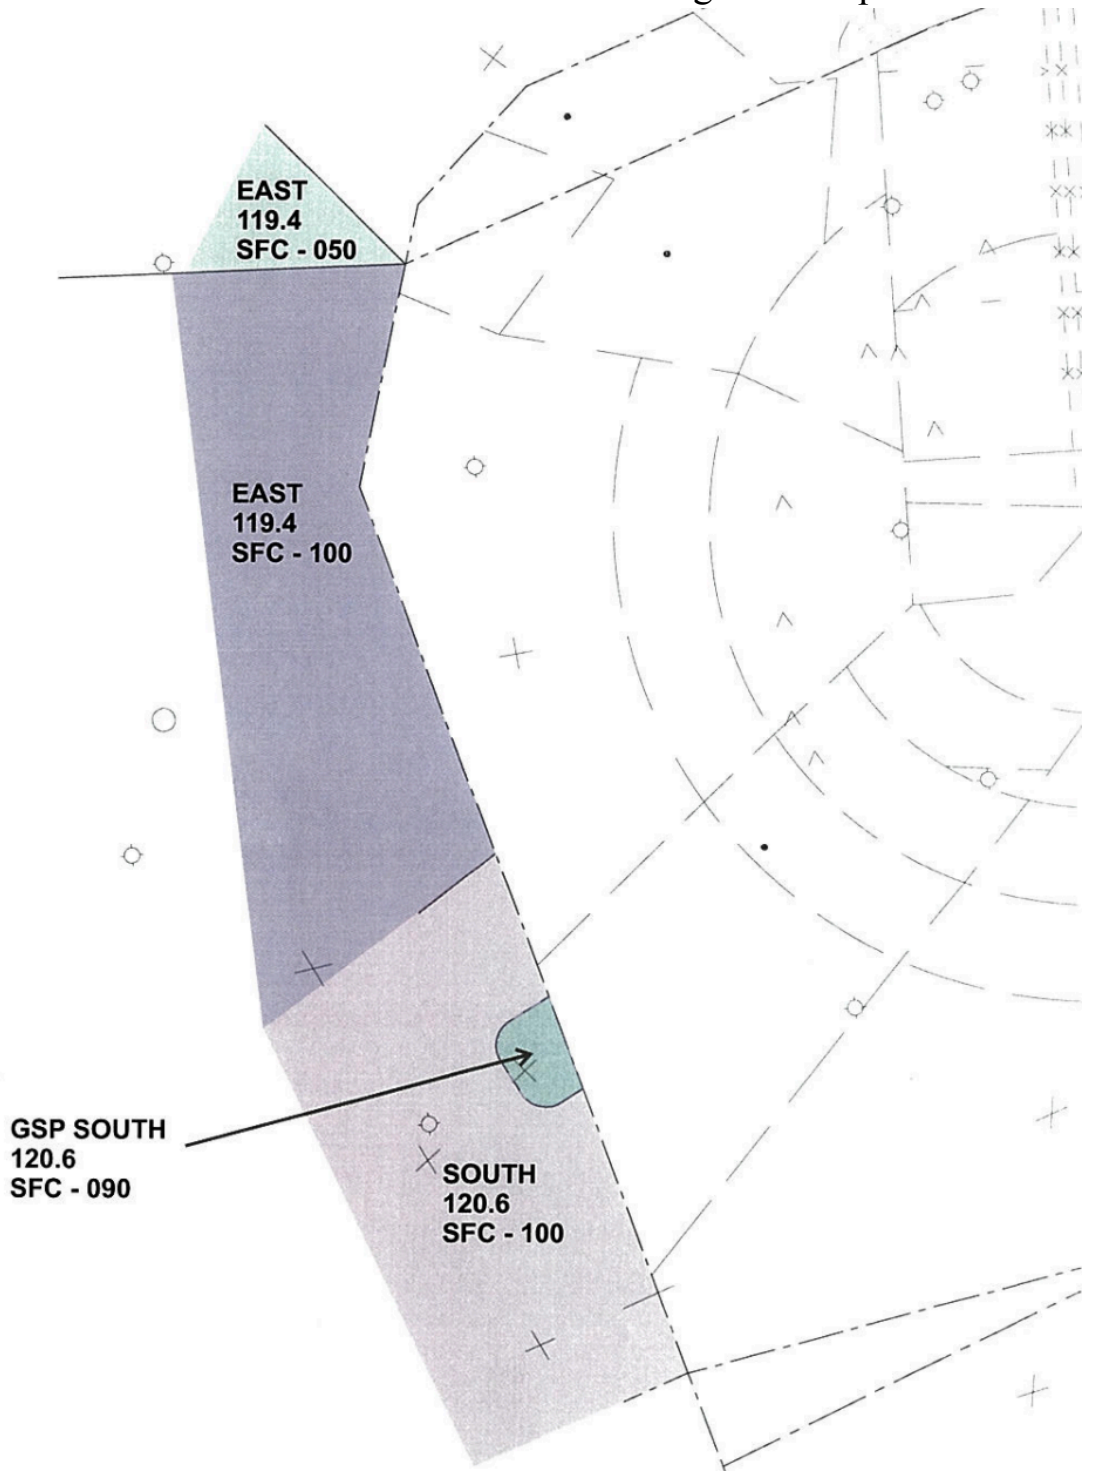 EAST
119.4
SFC - 050
EAST
119.4
SFC - 100
GSP SOUTH
120.6
SFC - 090
SOUTH
120.6
SFC - 100